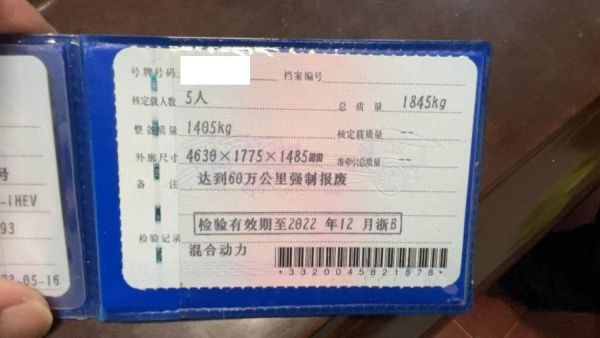 号牌号码
档案编号
核定载人数 5人
总质量 1845kg
整备质量 1405kg
核定载质量 --
外廓尺寸 4630×1775×1485mm
准牵引总质量 --
备注 达到60万公里强制报废
检验有效期至2022年12月浙B
检验记录
混合动力
*3320045821578*
号
-1HEV
93
-05-16